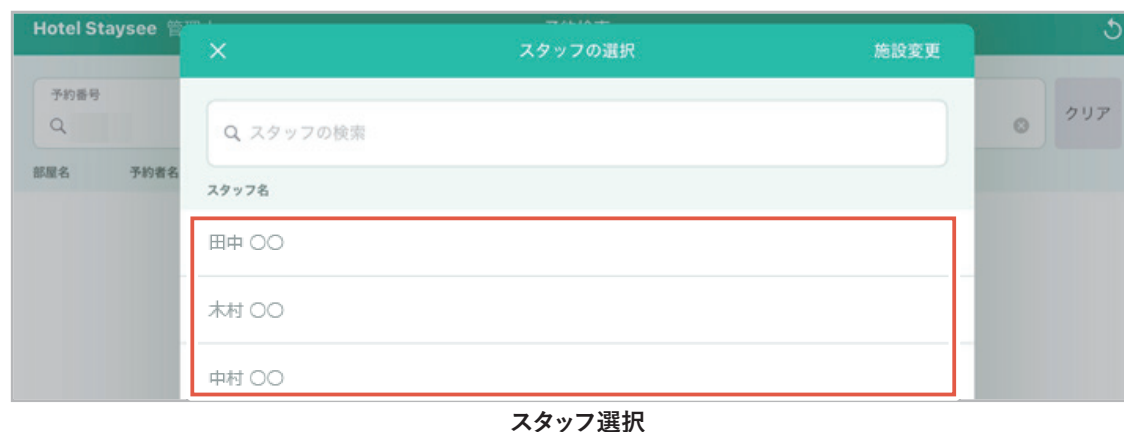 Hotel Staysee
スタッフの選択
施設変更
予約番号
クリア
スタッフの検索
部屋名 予約者名
スタッフ名
田中 〇〇
木村 〇〇
中村 〇〇
スタッフ選択